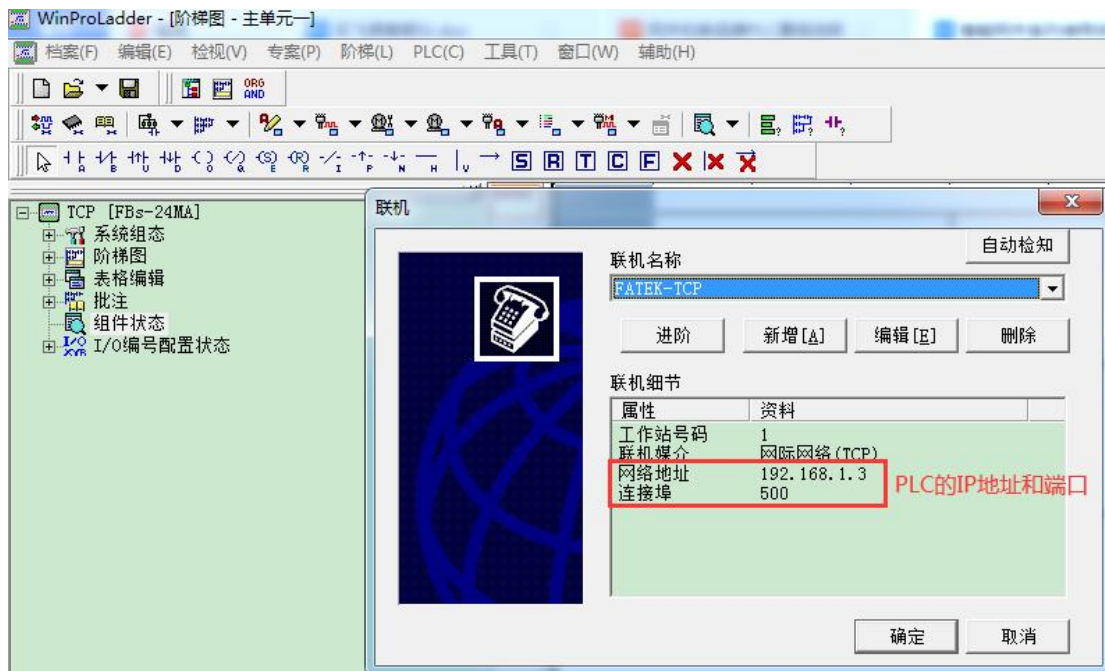 WinProLadder - [阶梯图 - 主单元一]
档案(F) 编辑(E) 检视(V) 专案(P) 阶梯(L) PLC(C) 工具(T) 窗口(W) 辅助(H)
ORG
AND
A B U D Q E R I P N H V S R T C F
TCP [FBs-24MA]
系统组态
阶梯图
表格编辑
批注
组件状态
I/O XYR I/O编号配置状态
联机
自动检知
联机名称
FATEK-TCP
进阶 新增[A] 编辑[E] 删除
联机细节
属性 资料
工作站号码 1
联机媒介 网际网络(TCP)
网络地址 192.168.1.3
连接埠 500
PLC的IP地址和端口
确定 取消